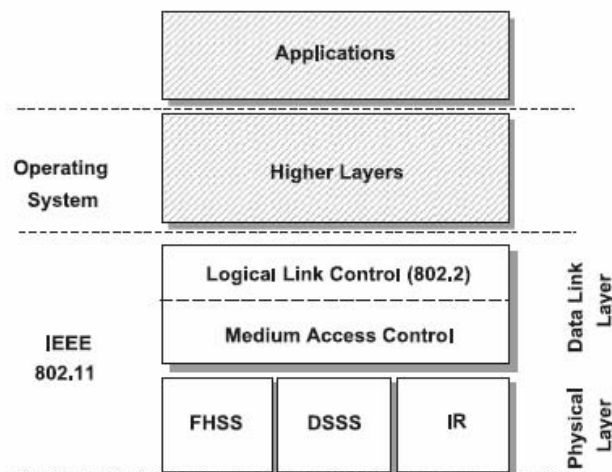 Applications
Operating
System
Higher Layers
Logical Link Control (802.2)
Medium Access Control
Data Link
Layer
IEEE
802.11
FHSS
DSSS
IR
Physical
Layer